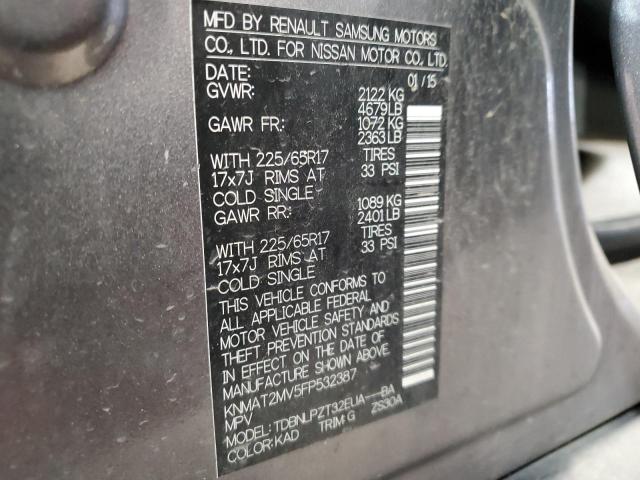 MFD BY RENAULT SAMSUNG MOTORS
CO., LTD. FOR NISSAN MOTOR CO., LTD.
DATE: 01/15
GVWR: 2122 KG
4679 LB
GAWR FR: 1072 KG
2363 LB
WITH 225/65R17 TIRES
17x7J RIMS AT 33 PSI
COLD SINGLE
GAWR RR: 1089 KG
2401 LB
WITH 225/65R17 TIRES
17x7J RIMS AT 33 PSI
COLD SINGLE
THIS VEHICLE CONFORMS TO
ALL APPLICABLE FEDERAL
MOTOR VEHICLE SAFETY AND
THEFT PREVENTION STANDARDS
IN EFFECT ON THE DATE OF
MANUFACTURE SHOWN ABOVE.
KNMAT2MV5FP532387
MPV
MODEL: TDBNLPZT32EUA---BA
COLOR: KAD TRIM: G ZS30A